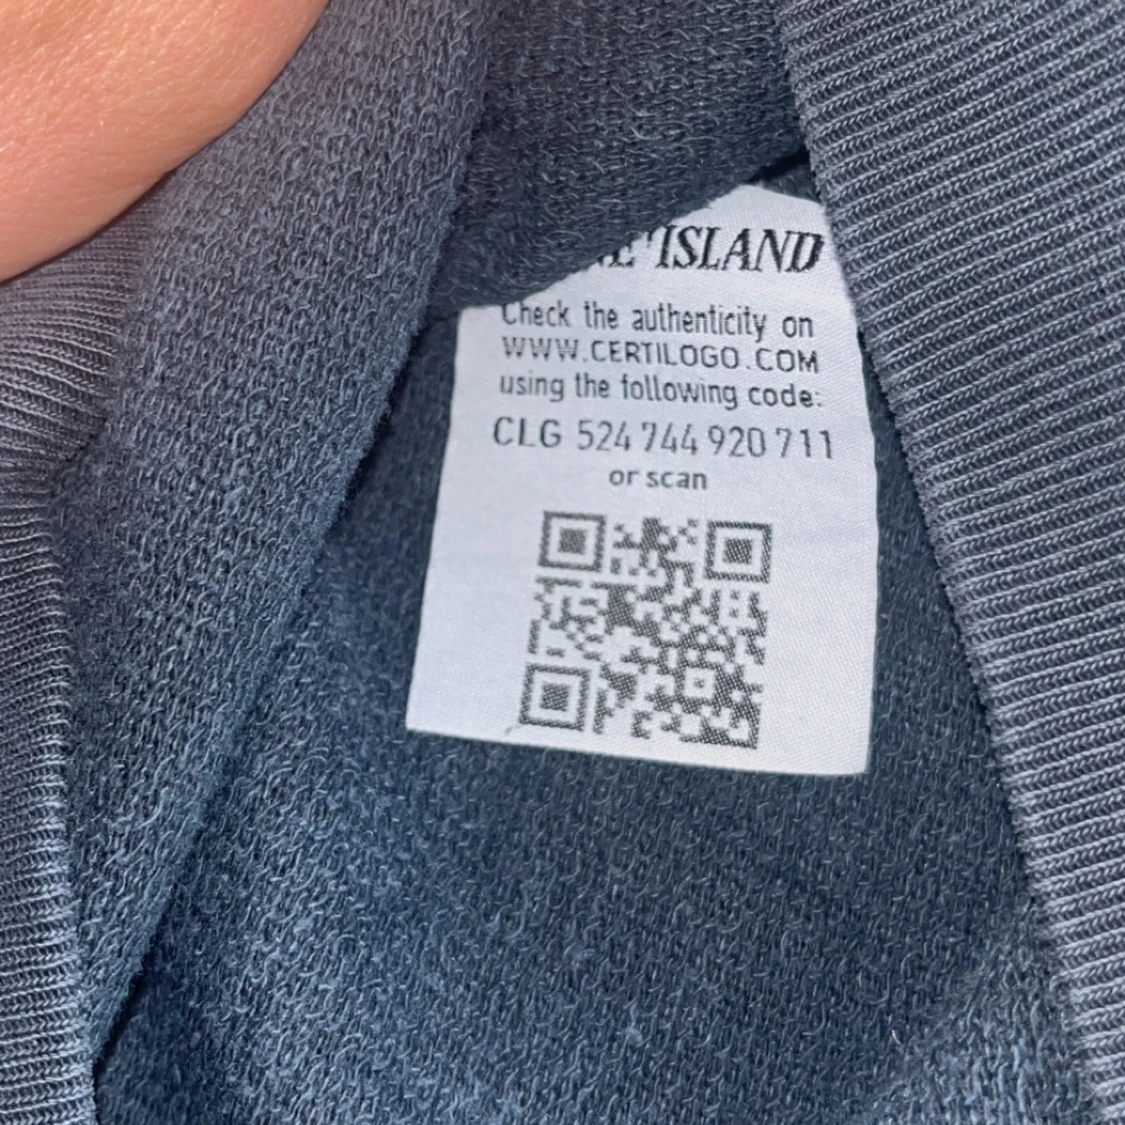 'ISLAND
Check the authenticity on
WWW.CERTILOGO.COM
using the following code:
CLG 524 744 920 711
or scan